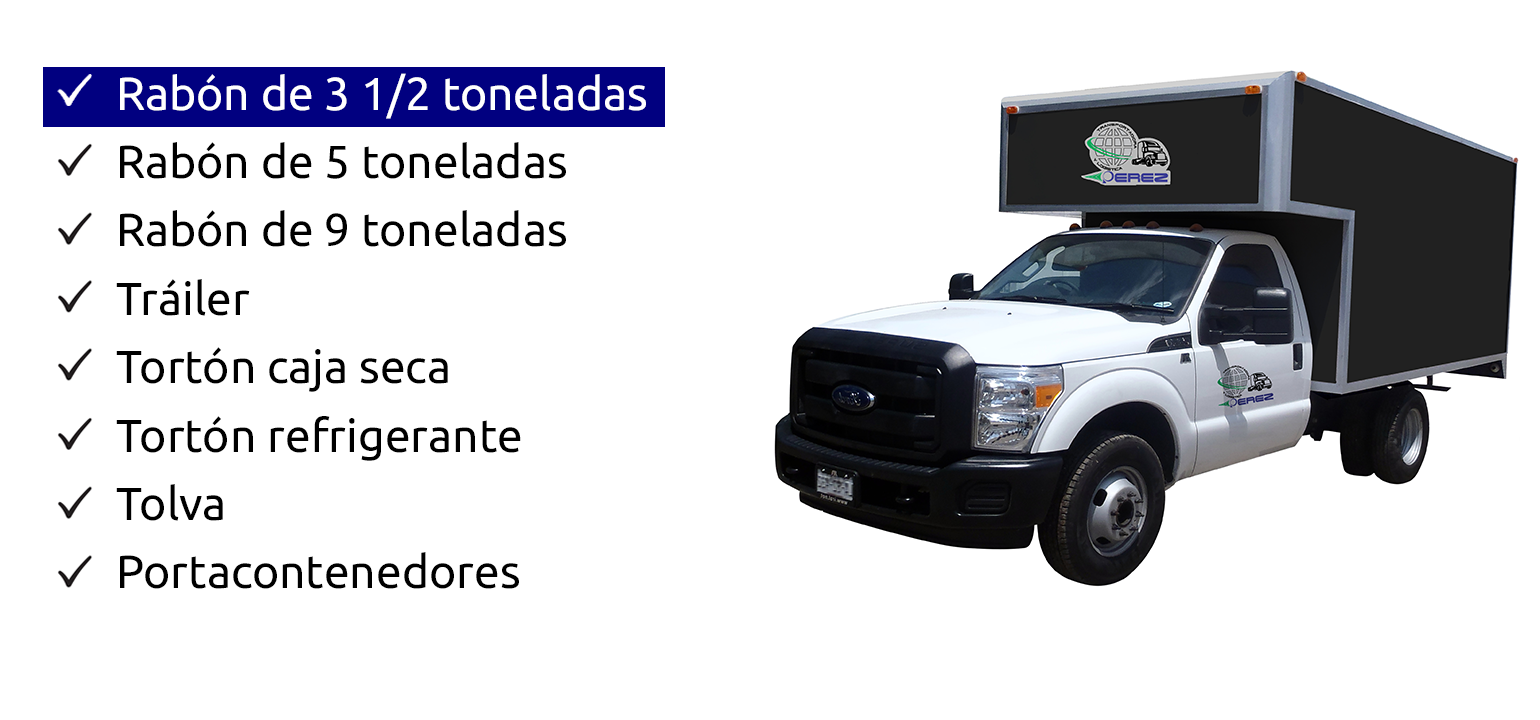 Rabón de 3 1/2 toneladas
Rabón de 5 toneladas
Rabón de 9 toneladas
Tráiler
Tortón caja seca
Tortón refrigerante
Tolva
Portacontenedores
PEREZ
PEREZ